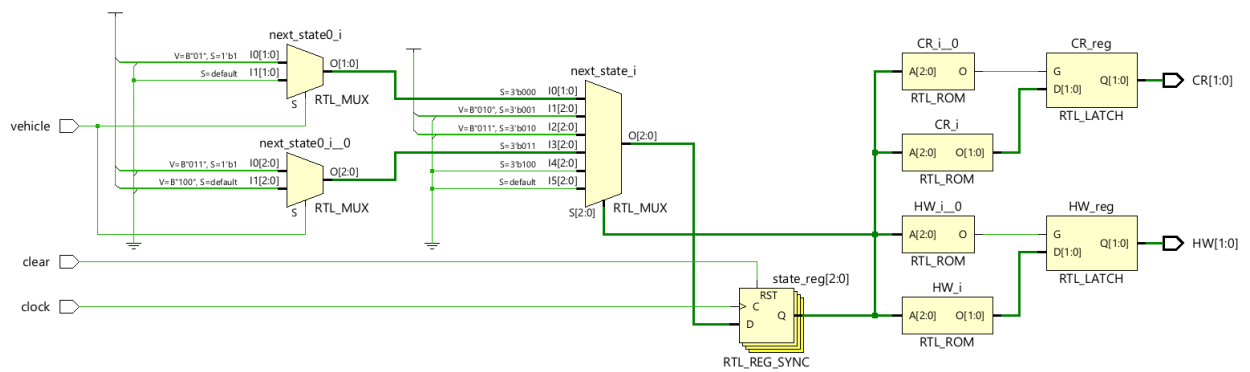 next_state0_i
V=B"01", S=1'b1 I0[1:0]
S=default I1[1:0]
O[1:0]
S RTL_MUX
vehicle
next_state0_i__0
V=B"011", S=1'b1 I0[2:0]
V=B"100", S=default I1[2:0]
O[2:0]
S RTL_MUX
next_state_i
S=3'b000 I0[1:0]
V=B"010", S=3'b001 I1[2:0]
V=B"011", S=3'b010 I2[2:0]
S=3'b011 I3[2:0]
S=3'b100 I4[2:0]
S=default I5[2:0]
O[2:0]
S[2:0] RTL_MUX
clear
clock
state_reg[2:0]
RST
C
D
Q
RTL_REG_SYNC
CR_i__0
A[2:0] O
RTL_ROM
CR_i
A[2:0] O[1:0]
RTL_ROM
CR_reg
G
D[1:0]
Q[1:0]
RTL_LATCH
CR[1:0]
HW_i__0
A[2:0] O
RTL_ROM
HW_i
A[2:0] O[1:0]
RTL_ROM
HW_reg
G
D[1:0]
Q[1:0]
RTL_LATCH
HW[1:0]